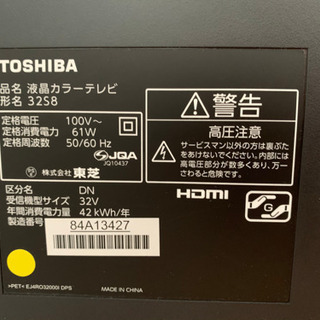 TOSHIBA
品名 液晶カラーテレビ
形名 32S8
定格電圧 100V~
定格消費電力 61W
定格周波数 50/60 Hz
JQA
JQ10437
株式会社 東芝
区分名 DN
受信機型サイズ 32V
年間消費電力量 42 kWh/年
製造番号
84A13427
>PET< EJ4RO32000I DPS
MADE IN CHINA
警告
高圧注意
サービスマン以外の方は裏ぶた
をあけないでください。内部に
は高電圧部分が数多くあり、万一
さわると危険です。
HDMI
G